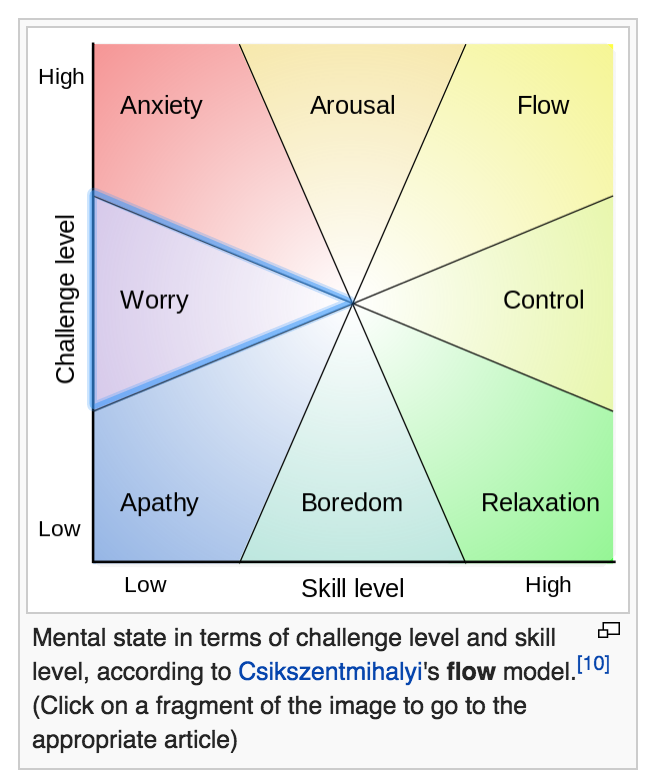 High
Anxiety
Arousal
Flow
Challenge level
Worry
Control
Apathy
Boredom
Relaxation
Low
Low
Skill level
High
Mental state in terms of challenge level and skill
level, according to Csikszentmihalyi's flow model.[10]
(Click on a fragment of the image to go to the
appropriate article)